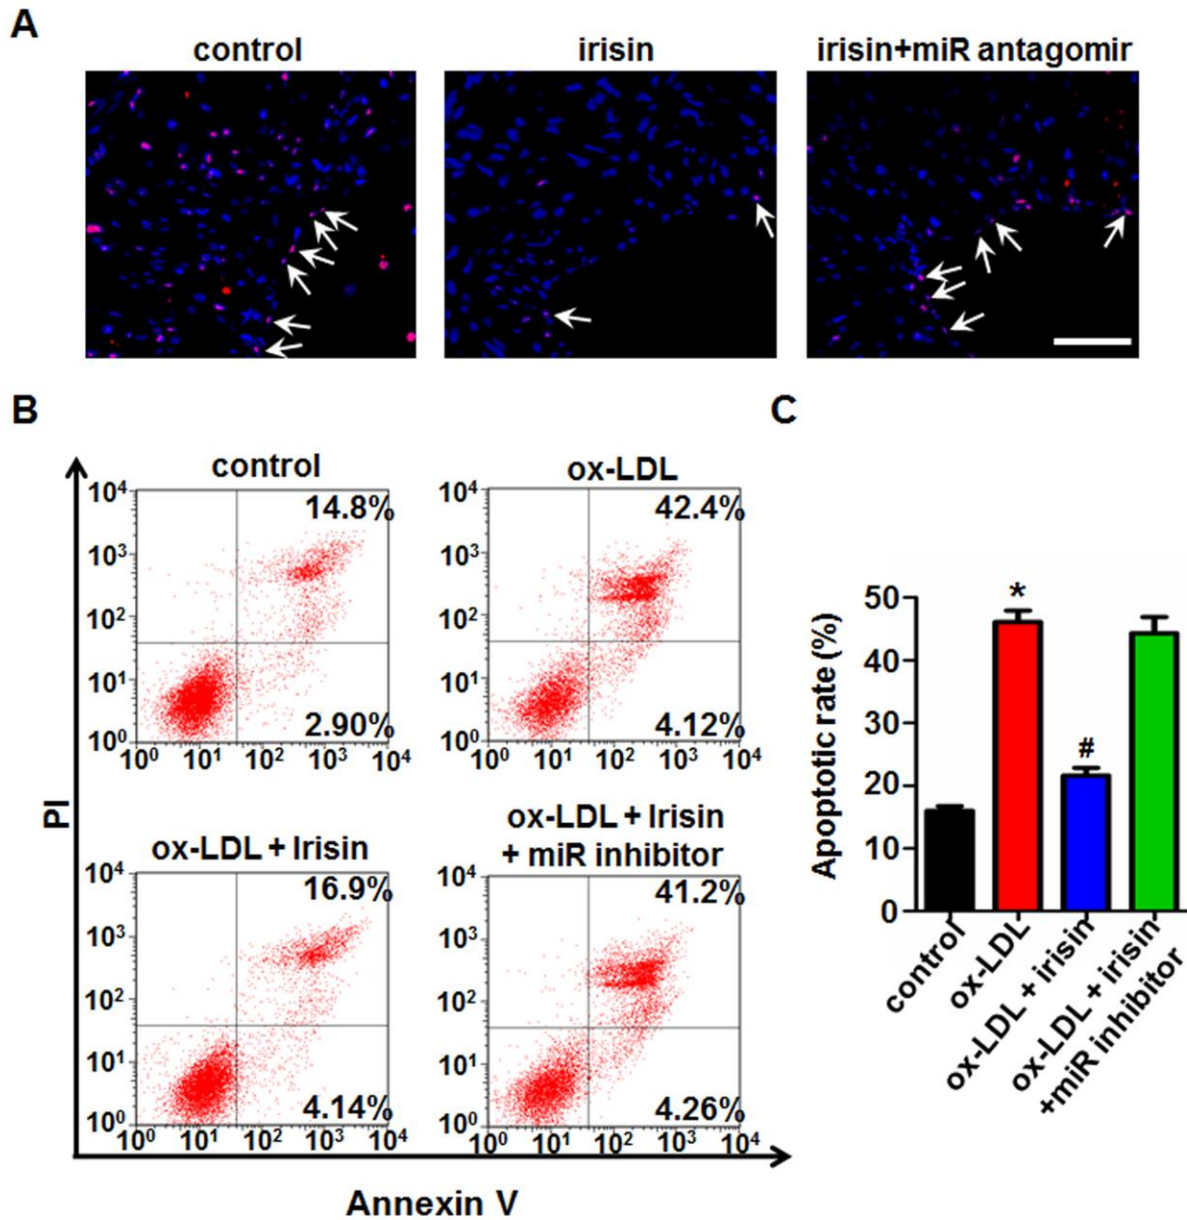 A
control
irisin
irisin+miR antagomir
B
control
10⁴
14.8%
10³
10²
10¹
10⁰
2.90%
10⁰ 10¹ 10² 10³ 10⁴
ox-LDL
10⁴
42.4%
10³
10²
10¹
10⁰
4.12%
10⁰ 10¹ 10² 10³ 10⁴
PI
ox-LDL + Irisin
10⁴
16.9%
10³
10²
10¹
10⁰
4.14%
10⁰ 10¹ 10² 10³ 10⁴
ox-LDL + Irisin
+ miR inhibitor
10⁴
41.2%
10³
10²
10¹
10⁰
4.26%
10⁰ 10¹ 10² 10³ 10⁴
Annexin V
C
Apoptotic rate (%)
50
40
30
20
10
0
*
#
control
ox-LDL
ox-LDL + irisin
ox-LDL + irisin
+miR inhibitor